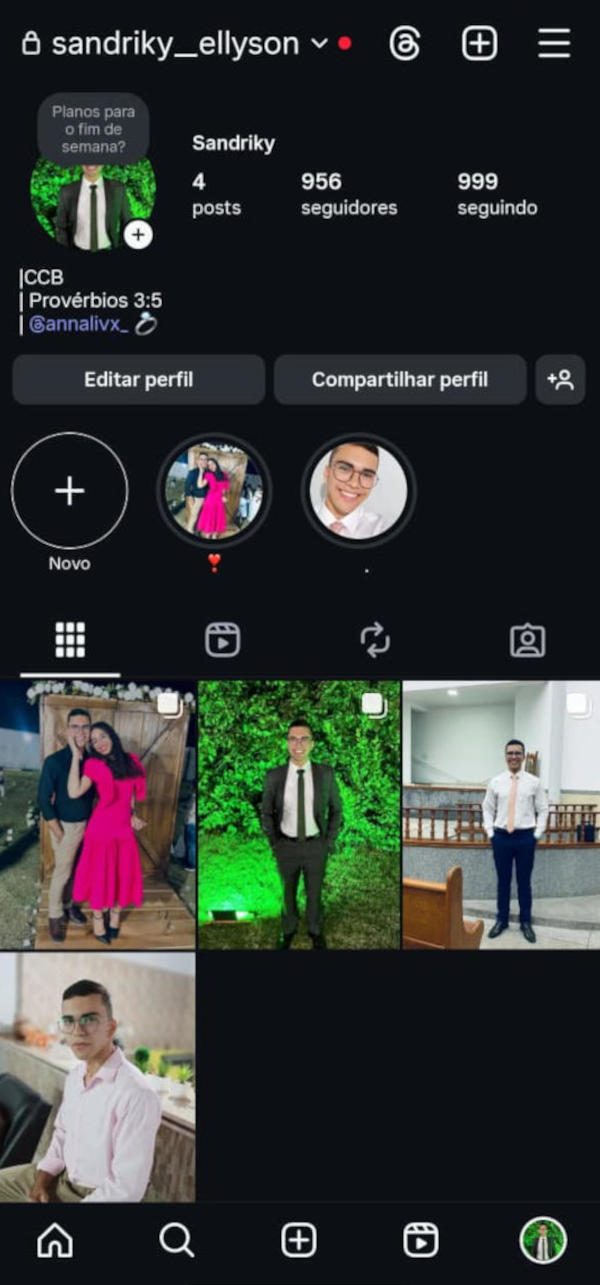 sandriky__ellyson
Planos para
o fim de
semana?
Sandriky
4
posts
956
seguidores
999
seguindo
|CCB
| Provérbios 3:5
| @annalivx_ 💍
Editar perfil
Compartilhar perfil
Novo
❣️
.